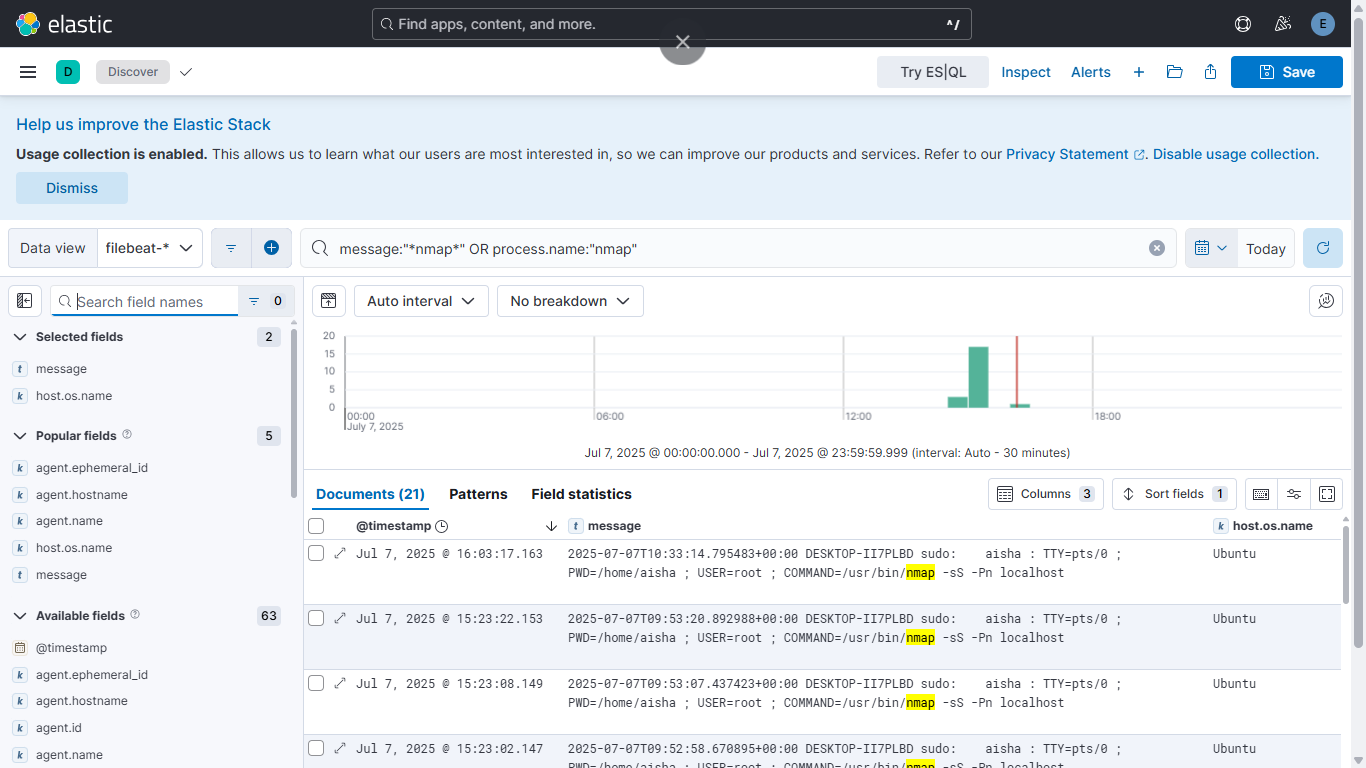 elastic
Find apps, content, and more.
^/
E
D
Discover
Try ES|QL
Inspect
Alerts
Save
Help us improve the Elastic Stack
Usage collection is enabled. This allows us to learn what our users are most interested in, so we can improve our products and services. Refer to our Privacy Statement. Disable usage collection.
Dismiss
Data view
filebeat-*
message:"*nmap*" OR process.name:"nmap"
Today
Search field names
0
Auto interval
No breakdown
Selected fields
2
t message
k host.os.name
Popular fields
5
k agent.ephemeral_id
k agent.hostname
k agent.name
k host.os.name
t message
Available fields
63
@timestamp
k agent.ephemeral_id
k agent.hostname
k agent.id
k agent.name
20
15
10
5
0
00:00
July 7, 2025
06:00
12:00
18:00
Jul 7, 2025 @ 00:00:00.000 - Jul 7, 2025 @ 23:59:59.999 (interval: Auto - 30 minutes)
Documents (21)
Patterns
Field statistics
Columns 3
Sort fields 1
@timestamp
t message
k host.os.name
Jul 7, 2025 @ 16:03:17.163
2025-07-07T10:33:14.795483+00:00 DESKTOP-II7PLBD sudo: aisha : TTY=pts/0 ;
PWD=/home/aisha ; USER=root ; COMMAND=/usr/bin/nmap -sS -Pn localhost
Ubuntu
Jul 7, 2025 @ 15:23:22.153
2025-07-07T09:53:20.892988+00:00 DESKTOP-II7PLBD sudo: aisha : TTY=pts/0 ;
PWD=/home/aisha ; USER=root ; COMMAND=/usr/bin/nmap -sS -Pn localhost
Ubuntu
Jul 7, 2025 @ 15:23:08.149
2025-07-07T09:53:07.437423+00:00 DESKTOP-II7PLBD sudo: aisha : TTY=pts/0 ;
PWD=/home/aisha ; USER=root ; COMMAND=/usr/bin/nmap -sS -Pn localhost
Ubuntu
Jul 7, 2025 @ 15:23:02.147
2025-07-07T09:52:58.670895+00:00 DESKTOP-II7PLBD sudo: aisha : TTY=pts/0 ;
PWD=/home/aisha ; USER=root ; COMMAND=/usr/bin/nmap -sS -Pn localhost
Ubuntu